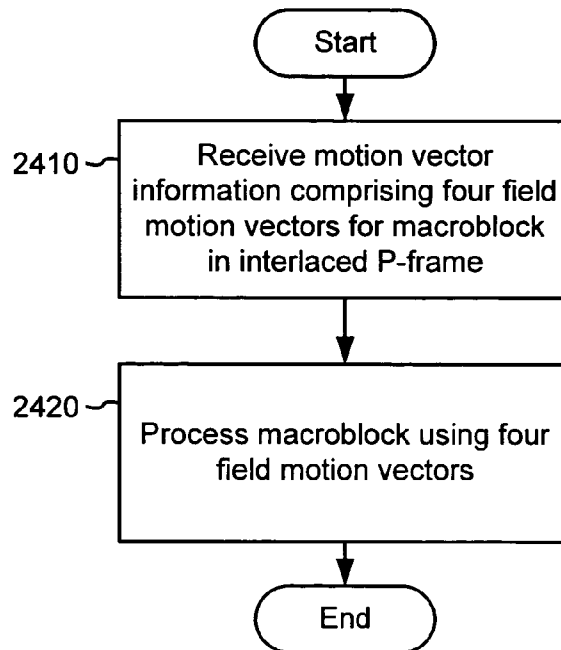 Start
2410
Receive motion vector
information comprising four field
motion vectors for macroblock
in interlaced P-frame
2420
Process macroblock using four
field motion vectors
End